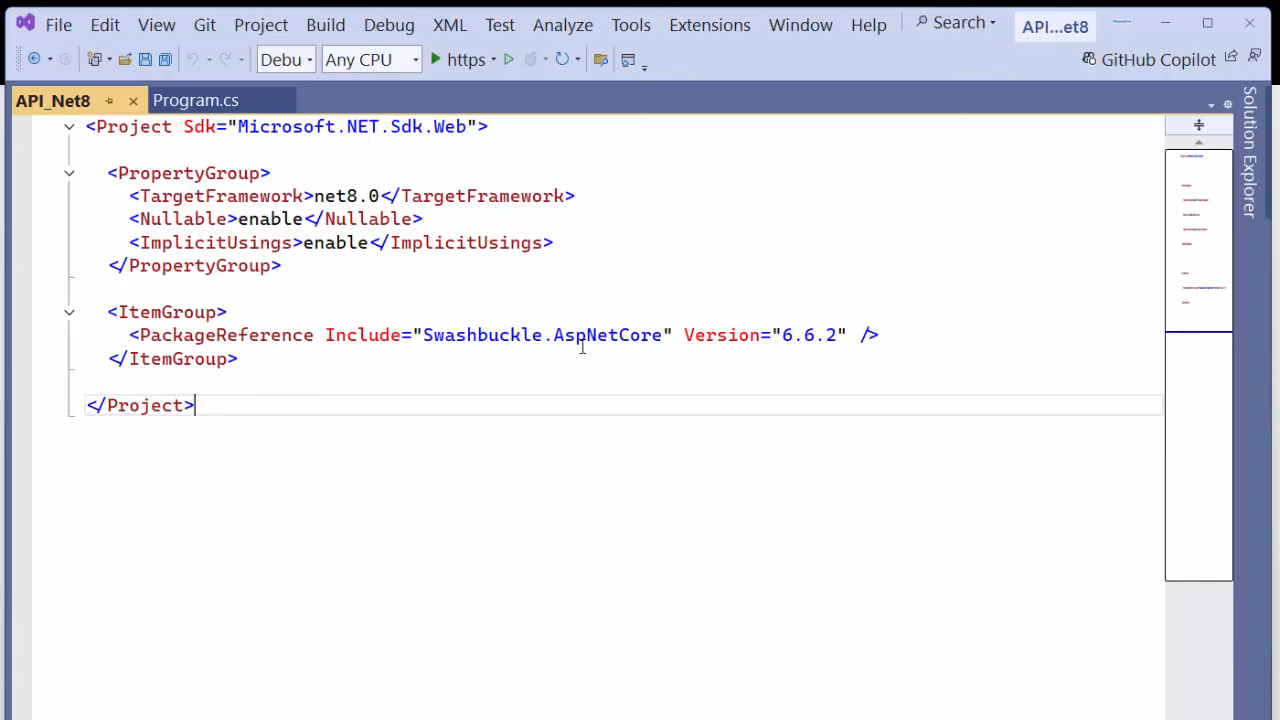 File Edit View Git Project Build Debug XML Test Analyze Tools Extensions Window Help Search API...et8
Debu Any CPU https GitHub Copilot
API_Net8 Program.cs
<Project Sdk="Microsoft.NET.Sdk.Web">
<PropertyGroup>
<TargetFramework>net8.0</TargetFramework>
<Nullable>enable</Nullable>
<ImplicitUsings>enable</ImplicitUsings>
</PropertyGroup>
<ItemGroup>
<PackageReference Include="Swashbuckle.AspNetCore" Version="6.6.2" />
</ItemGroup>
</Project>
Solution Explorer